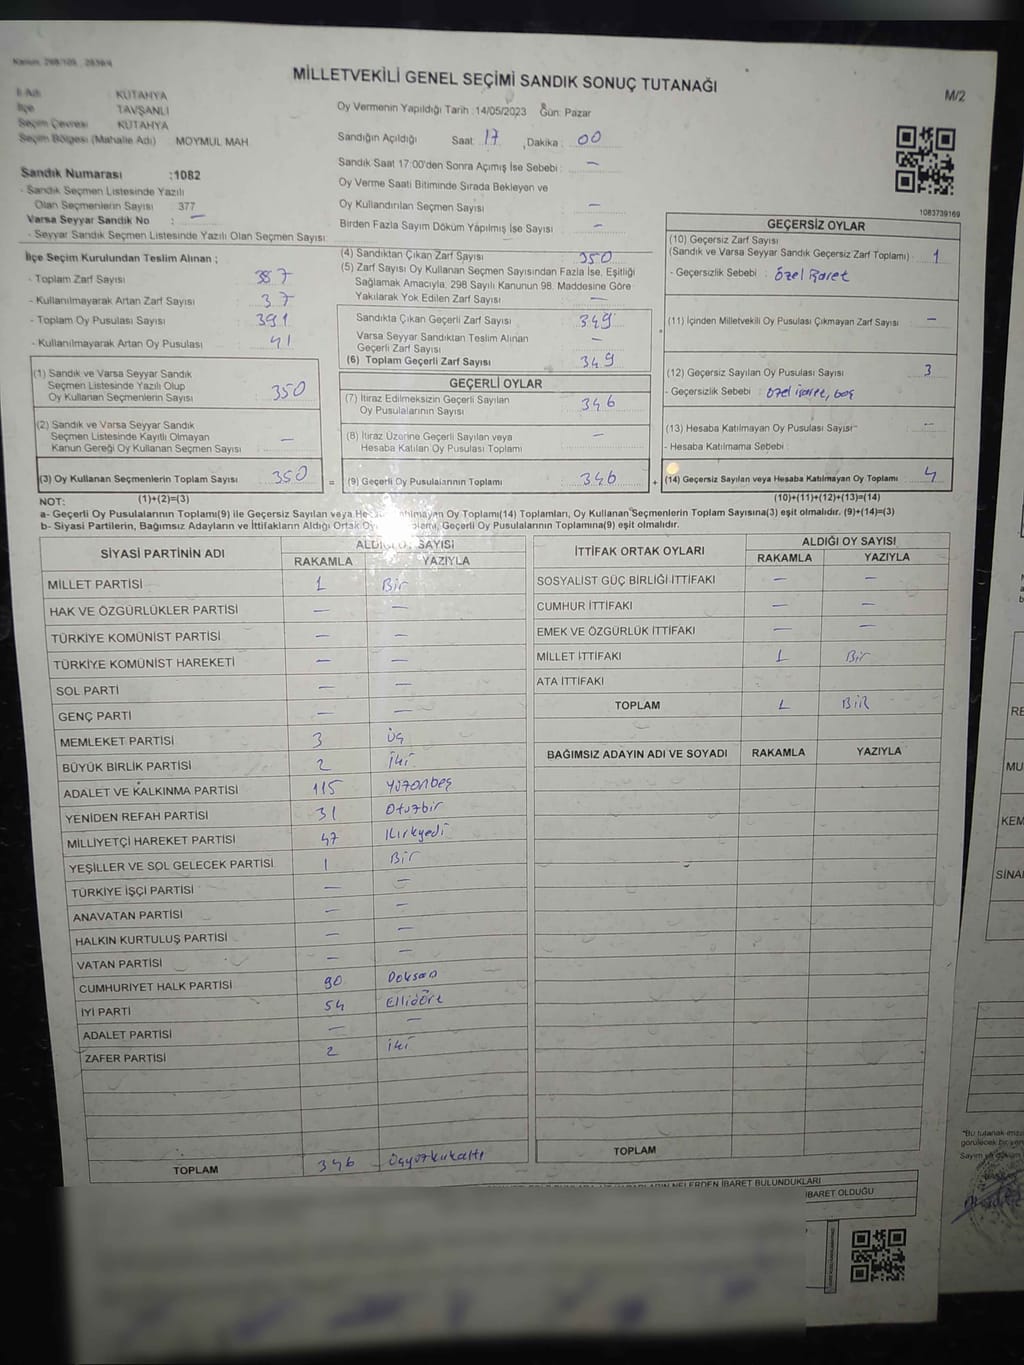 MİLLETVEKİLİ GENEL SEÇİMİ SANDIK SONUÇ TUTANAĞI
M/2
İl Adı : KÜTAHYA
İlçe : TAVŞANLI
Seçim Çevresi : KÜTAHYA
Seçim Bölgesi (Mahalle Adı) : MOYMUL MAH.
Sandık Numarası :1082
- Sandık Seçmen Listesinde Yazılı
Olan Seçmenlerin Sayısı : 377
Varsa Seyyar Sandık No : —
- Seyyar Sandık Seçmen Listesinde Yazılı Olan Seçmen Sayısı:
Oy Vermenin Yapıldığı Tarih :14/05/2023 Gün: Pazar
Sandığın Açıldığı Saat : 17 ,Dakika : 00
Sandık Saat 17:00'den Sonra Açımış İse Sebebi : —
Oy Verme Saati Bitiminde Sırada Bekleyen ve
Oy Kullandırılan Seçmen Sayısı : —
Birden Fazla Sayım Döküm Yapılmış İse Sayısı : —
1083739169
İlçe Seçim Kurulundan Teslim Alınan ;
- Toplam Zarf Sayısı : 387
- Kullanılmayarak Artan Zarf Sayısı : 37
- Toplam Oy Pusulası Sayısı : 391
- Kullanılmayarak Artan Oy Pusulası : 41
(1) Sandık ve Varsa Seyyar Sandık
Seçmen Listesinde Yazılı Olup
Oy Kullanan Seçmenlerin Sayısı : 350
(2) Sandık ve Varsa Seyyar Sandık
Seçmen Listesinde Kayıtlı Olmayan
Kanun Gereği Oy Kullanan Seçmen Sayısı : —
(3) Oy Kullanan Seçmenlerin Toplam Sayısı : 350
(4) Sandıktan Çıkan Zarf Sayısı : 350
(5) Zarf Sayısı Oy Kullanan Seçmen Sayısından Fazla İse, Eşitliği
Sağlamak Amacıyla, 298 Sayılı Kanunun 98. Maddesine Göre
Yakılarak Yok Edilen Zarf Sayısı : —
Sandıkta Çıkan Geçerli Zarf Sayısı : 349
Varsa Seyyar Sandıktan Teslim Alınan
Geçerli Zarf Sayısı : —
(6) Toplam Geçerli Zarf Sayısı : 349
GEÇERLİ OYLAR
(7) İtiraz Edilmeksizin Geçerli Sayılan
Oy Pusulalarının Sayısı : 346
(8) İtiraz Üzerine Geçerli Sayılan veya
Hesaba Katılan Oy Pusulaları Toplamı : —
= (9) Geçerli Oy Pusulalarının Toplamı : 346
GEÇERSİZ OYLAR
(10) Geçersiz Zarf Sayısı
(Sandık ve Varsa Seyyar Sandık Geçersiz Zarf Toplamı) : 1
- Geçersizlik Sebebi : özel işaret
(11) İçinden Milletvekili Oy Pusulası Çıkmayan Zarf Sayısı : —
(12) Geçersiz Sayılan Oy Pusulası Sayısı : 3
- Geçersizlik Sebebi : özel işaret, boş
(13) Hesaba Katılmayan Oy Pusulası Sayısı : —
- Hesaba Katılmama Sebebi :
+ (14) Geçersiz Sayılan veya Hesaba Katılmayan Oy Toplamı : 4
NOT: (1)+(2)=(3) (10)+(11)+(12)+(13)=(14)
a- Geçerli Oy Pusulalarının Toplamı(9) ile Geçersiz Sayılan veya Hesaba Katılmayan Oy Toplamı(14) Toplamları, Oy Kullanan Seçmenlerin Toplam Sayısına(3) eşit olmalıdır. (9)+(14)=(3)
b- Siyasi Partilerin, Bağımsız Adayların ve İttifakların Aldığı Ortak Oy Toplamı, Geçerli Oy Pusulalarının Toplamına(9) eşit olmalıdır.
SİYASİ PARTİNİN ADI ALDIĞI OY SAYISI
RAKAMLA YAZIYLA
MİLLET PARTİSİ 1 Bir
HAK VE ÖZGÜRLÜKLER PARTİSİ — —
TÜRKİYE KOMÜNİST PARTİSİ — —
TÜRKİYE KOMÜNİST HAREKETİ — —
SOL PARTİ — —
GENÇ PARTİ — —
MEMLEKET PARTİSİ 3 Üç
BÜYÜK BİRLİK PARTİSİ 2 İki
ADALET VE KALKINMA PARTİSİ 115 Yüzonbeş
YENİDEN REFAH PARTİSİ 31 Otuzbir
MİLLİYETÇİ HAREKET PARTİSİ 47 Kırkyedi
YEŞİLLER VE SOL GELECEK PARTİSİ 1 Bir
TÜRKİYE İŞÇİ PARTİSİ — —
ANAVATAN PARTİSİ — —
HALKIN KURTULUŞ PARTİSİ — —
VATAN PARTİSİ — —
CUMHURİYET HALK PARTİSİ 90 Doksan
İYİ PARTİ 54 Ellidört
ADALET PARTİSİ — —
ZAFER PARTİSİ 2 İki
TOPLAM 346 Üçyüzkırkaltı
İTTİFAK ORTAK OYLARI ALDIĞI OY SAYISI
RAKAMLA YAZIYLA
SOSYALİST GÜÇ BİRLİĞİ İTTİFAKI — —
CUMHUR İTTİFAKI — —
EMEK VE ÖZGÜRLÜK İTTİFAKI — —
MİLLET İTTİFAKI 1 Bir
ATA İTTİFAKI
TOPLAM 1 BİR
BAĞIMSIZ ADAYIN ADI VE SOYADI RAKAMLA YAZIYLA
TOPLAM
NELERDEN İBARET BULUNDUKLARI
İBARET OLDUĞU